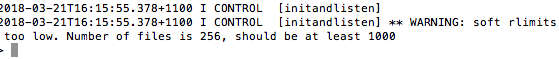 2018-03-21T16:15:55.378+1100 I CONTROL  [initandlisten]
2018-03-21T16:15:55.378+1100 I CONTROL  [initandlisten] ** WARNING: soft rlimits
too low. Number of files is 256, should be at least 1000
>